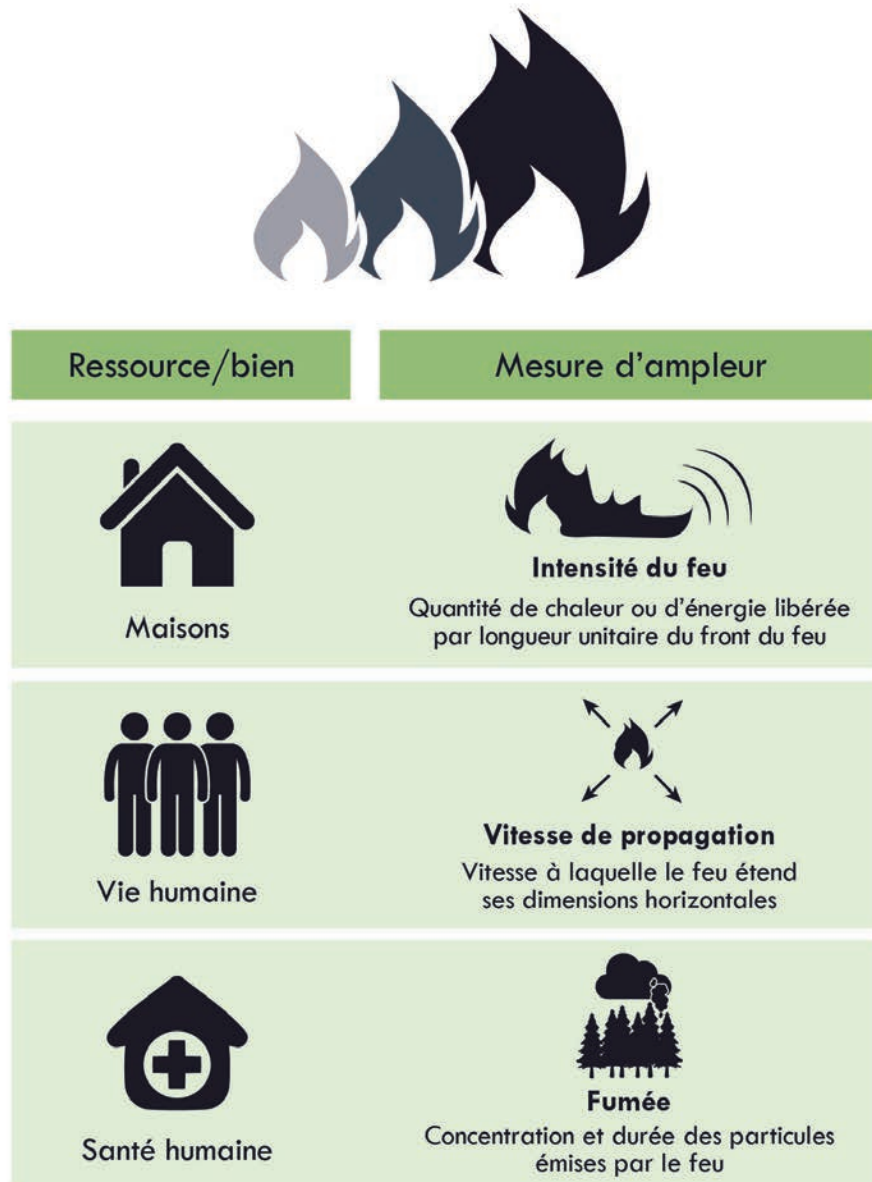 Ressource/bien
Mesure d'ampleur
Maisons
Intensité du feu
Quantité de chaleur ou d'énergie libérée
par longueur unitaire du front du feu
Vie humaine
Vitesse de propagation
Vitesse à laquelle le feu étend
ses dimensions horizontales
Santé humaine
Fumée
Concentration et durée des particules
émises par le feu